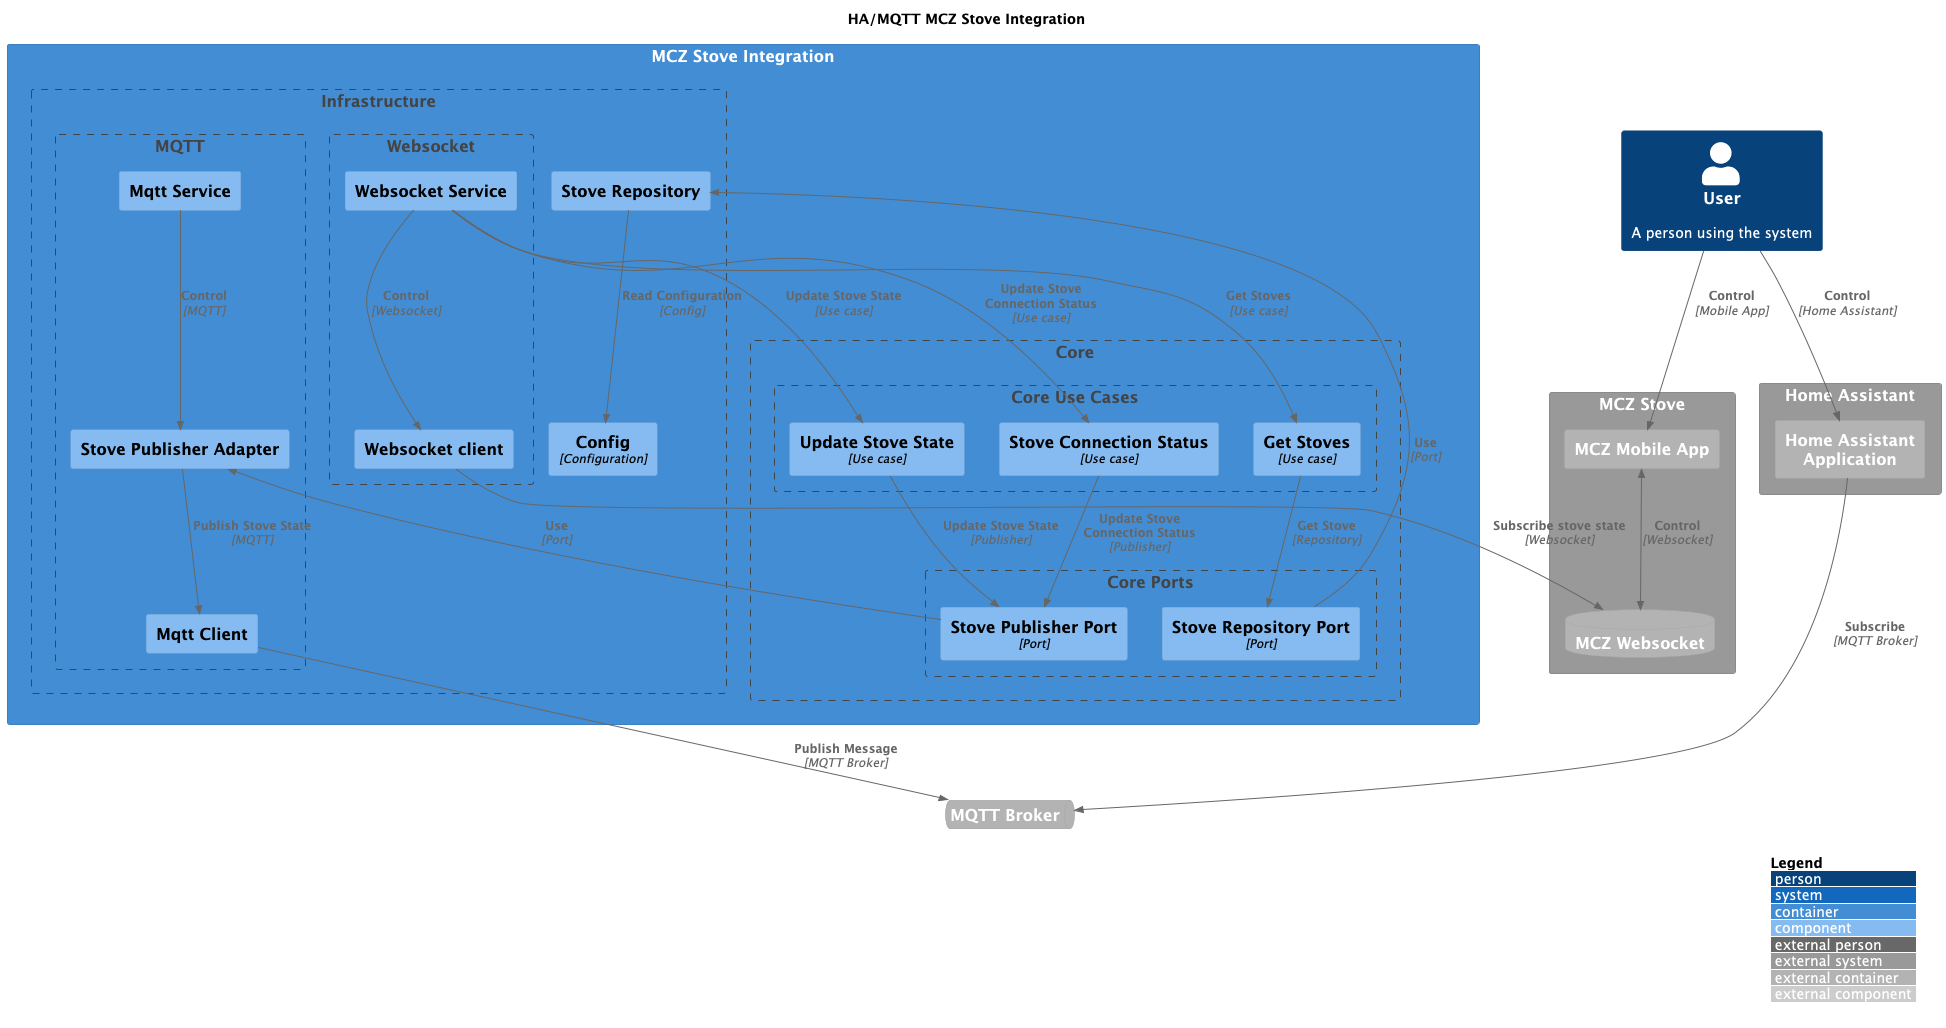 HA/MQTT MCZ Stove Integration
MCZ Stove Integration
Infrastructure
MQTT
Mqtt Service
Websocket
Websocket Service
Stove Repository
User
A person using the system
Control
[MQTT]
Control
[Websocket]
Read Configuration
[Config]
Update Stove State
[Use case]
Update Stove
Connection Status
[Use case]
Get Stoves
[Use case]
Control
[Mobile App]
Control
[Home Assistant]
Stove Publisher Adapter
Websocket client
Config
[Configuration]
Core
Core Use Cases
Update Stove State
[Use case]
Stove Connection Status
[Use case]
Get Stoves
[Use case]
Use
[Port]
MCZ Stove
MCZ Mobile App
Home Assistant
Home Assistant
Application
Publish Stove State
[MQTT]
Use
[Port]
Update Stove State
[Publisher]
Update Stove
Connection Status
[Publisher]
Get Stove
[Repository]
Subscribe stove state
[Websocket]
Control
[Websocket]
Mqtt Client
Core Ports
Stove Publisher Port
[Port]
Stove Repository Port
[Port]
MCZ Websocket
Subscribe
[MQTT Broker]
Publish Message
[MQTT Broker]
MQTT Broker
Legend
person
system
container
component
external person
external system
external container
external component